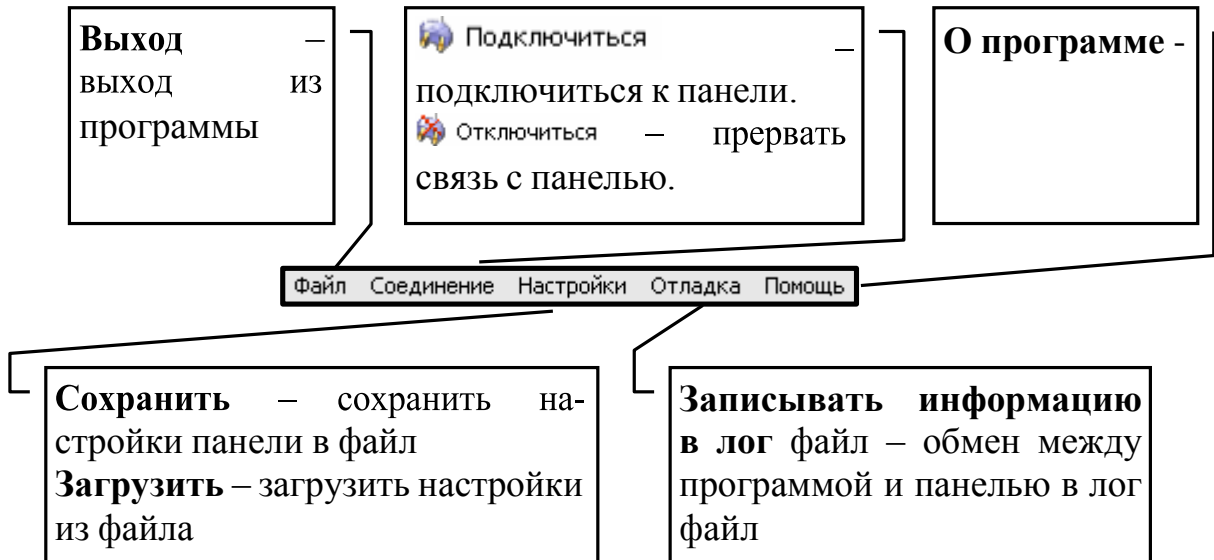 Выход –
выход из
программы
Подключиться –
подключиться к панели.
Отключиться – прервать
связь с панелью.
О программе -
Файл Соединение Настройки Отладка Помощь
Сохранить – сохранить на-
стройки панели в файл
Загрузить – загрузить настройки
из файла
Записывать информацию
в лог файл – обмен между
программой и панелью в лог
файл